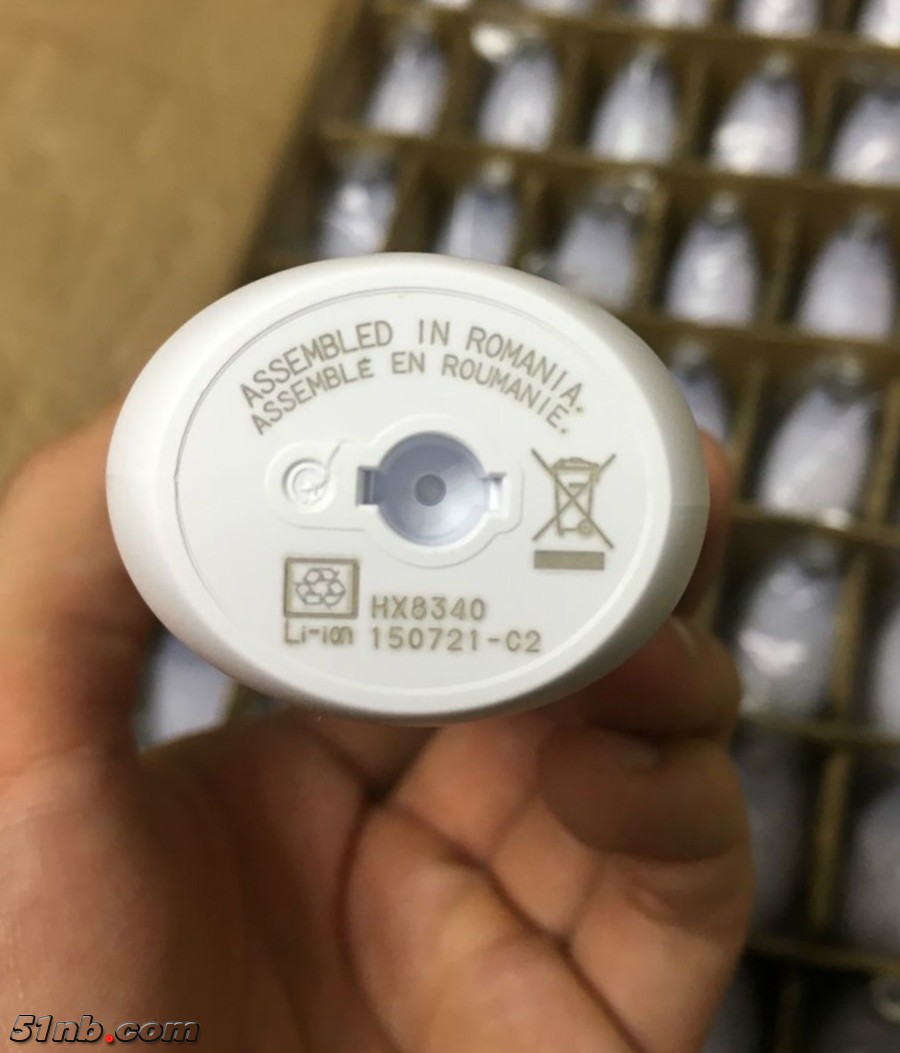 ASSEMBLED IN ROMANIA.
ASSEMBLÉ EN ROUMANIE.
HX8340
Li-ion 150721-C2
51nb.com